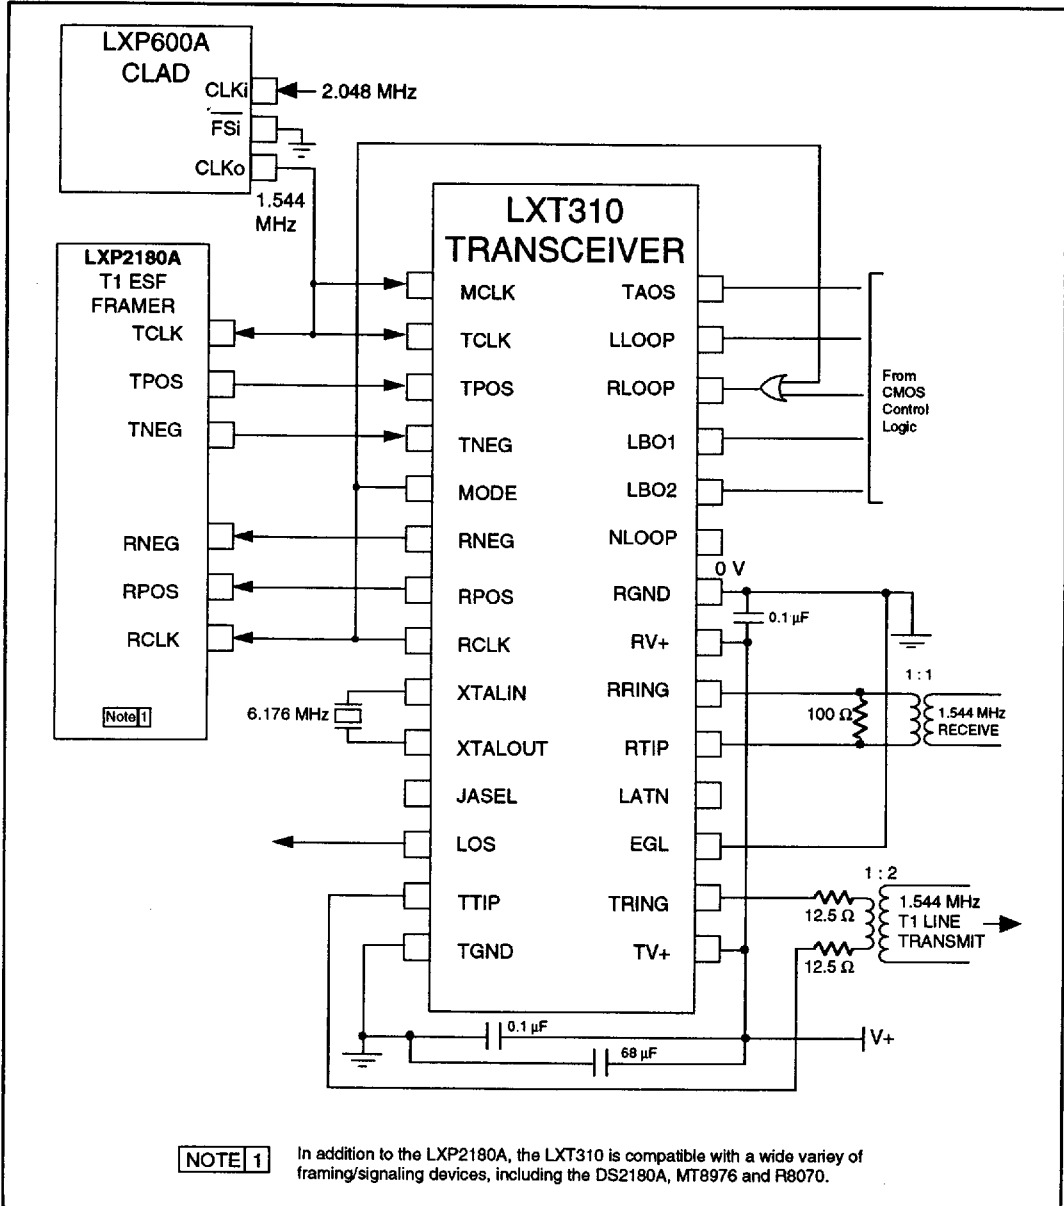 LXP600A
CLAD
CLKi
2.048 MHz
FSi
CLKo
1.544
MHz
LXP2180A
T1 ESF
FRAMER
TCLK
TPOS
TNEG
RNEG
RPOS
RCLK
Note 1
LXT310
TRANSCEIVER
MCLK
TCLK
TPOS
TNEG
MODE
RNEG
RPOS
RCLK
XTALIN
XTALOUT
JASEL
LOS
TTIP
TGND
6.176 MHz
TAOS
LLOOP
RLOOP
LBO1
LBO2
NLOOP
RGND
RV+
RRING
RTIP
LATN
EGL
TRING
TV+
From
CMOS
Control
Logic
0 V
0.1 µF
1 : 1
100 Ω
1.544 MHz
RECEIVE
1 : 2
12.5 Ω
12.5 Ω
1.544 MHz
T1 LINE
TRANSMIT
0.1 µF
68 µF
V+
NOTE 1
In addition to the LXP2180A, the LXT310 is compatible with a wide variey of
framing/signaling devices, including the DS2180A, MT8976 and R8070.